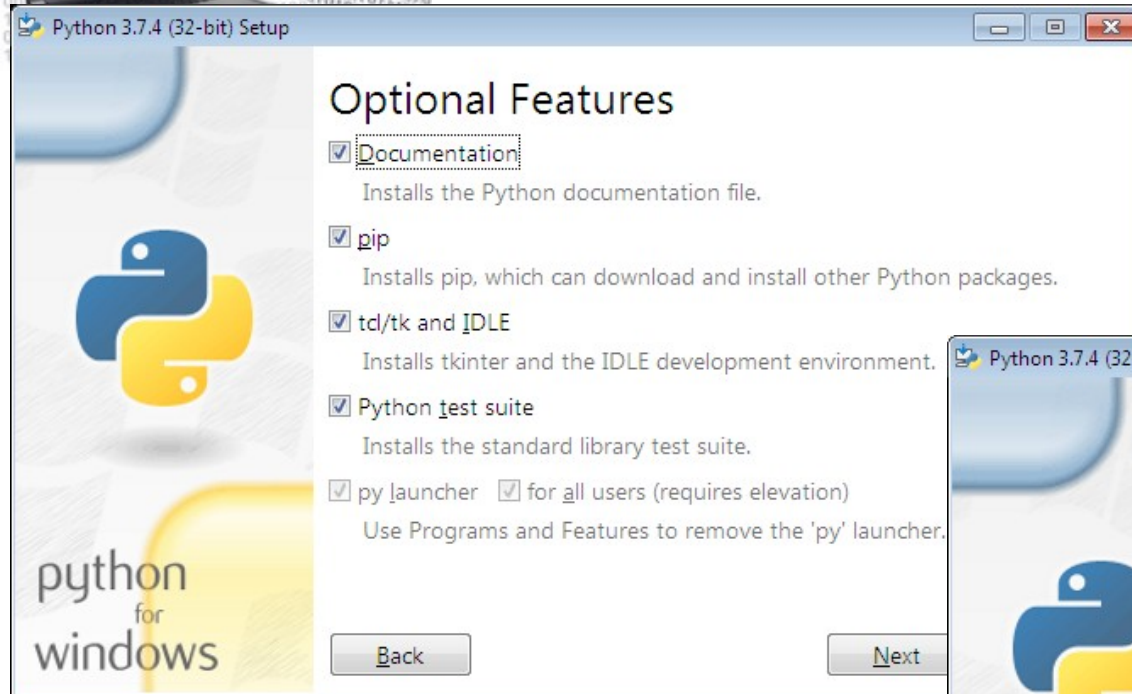 Python 3.7.4 (32-bit) Setup
Optional Features
Documentation
Installs the Python documentation file.
pip
Installs pip, which can download and install other Python packages.
tcl/tk and IDLE
Installs tkinter and the IDLE development environment.
Python 3.7.4 (32
Python test suite
Installs the standard library test suite.
py launcher for all users (requires elevation)
Use Programs and Features to remove the 'py' launcher.
python
for
windows
Back Next